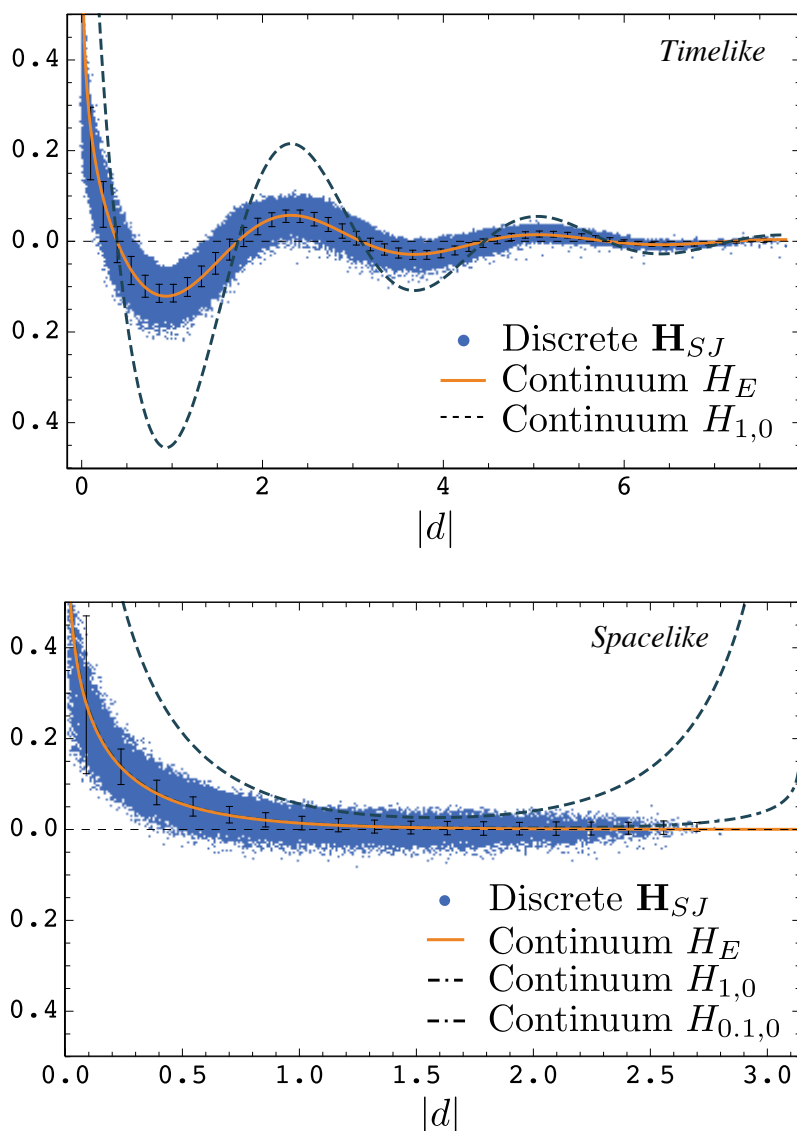 0.4
0.2
0.0
0.2
0.4
Timelike
Discrete H_SJ
Continuum H_E
Continuum H_1,0
0 2 4 6
|d|
0.4
0.2
0.0
0.2
0.4
Spacelike
Discrete H_SJ
Continuum H_E
Continuum H_1,0
Continuum H_0.1,0
0.0 0.5 1.0 1.5 2.0 2.5 3.0
|d|